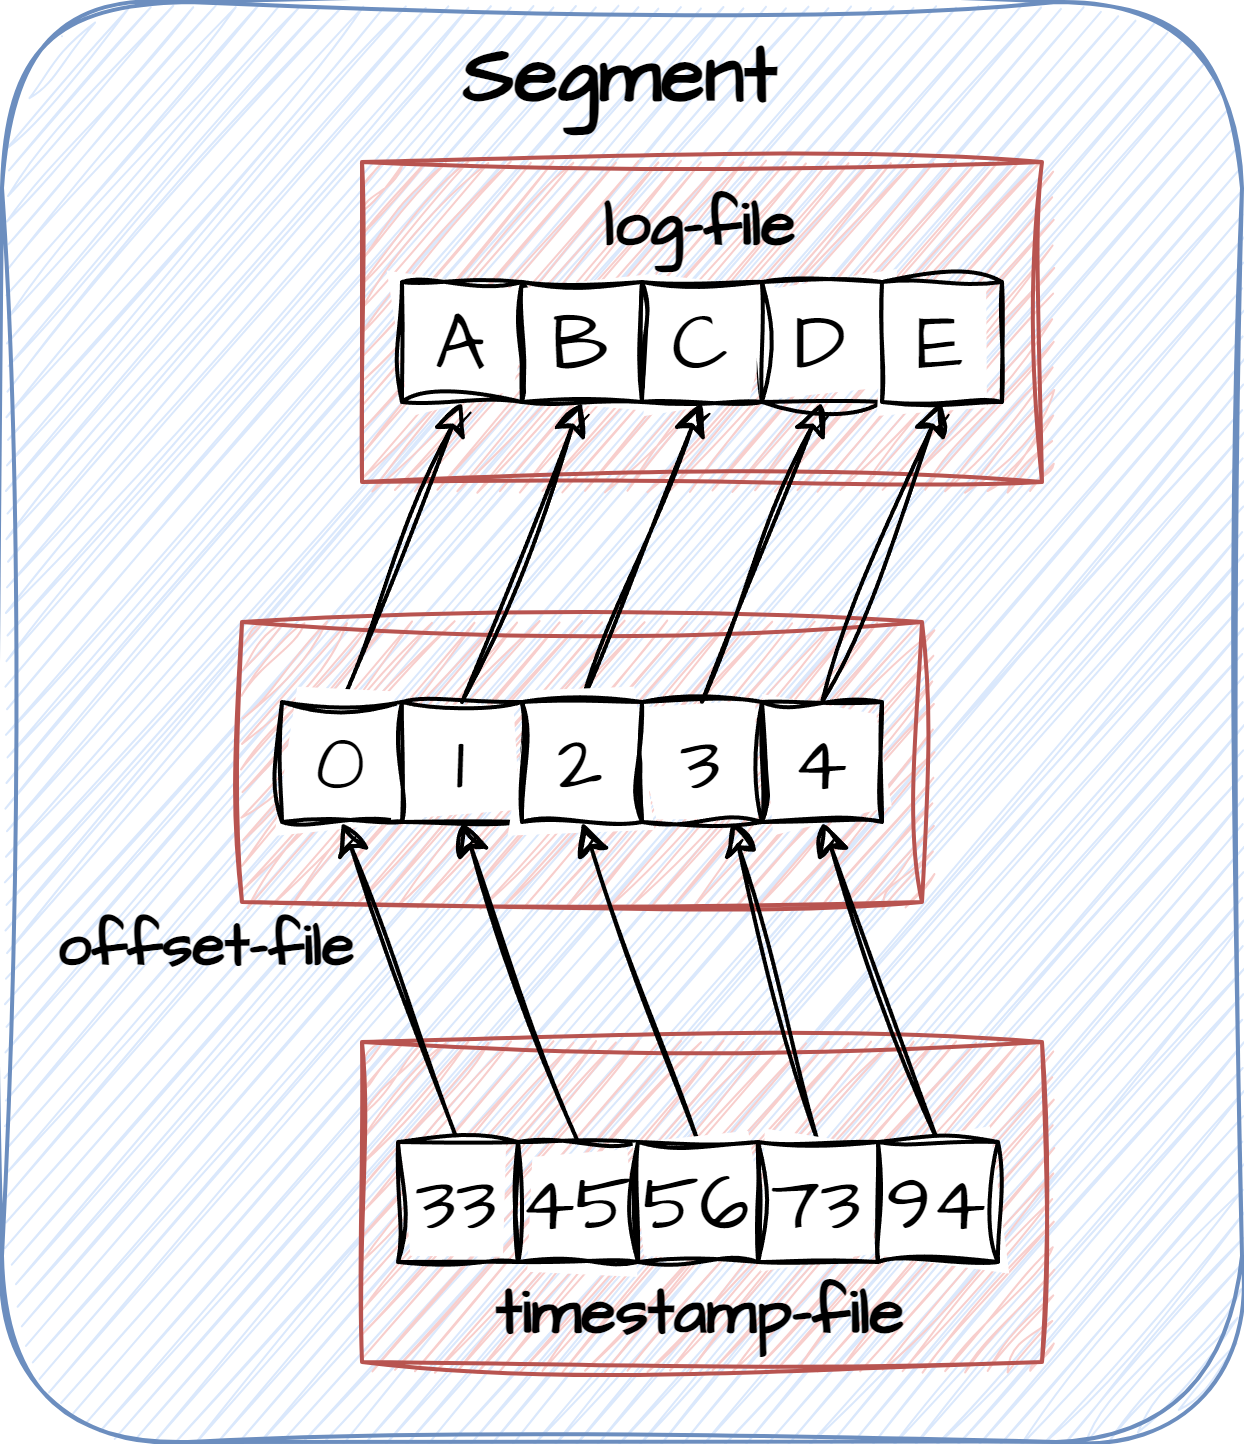 Segment
log-file
A B C D E
0 1 2 3 4
offset-file
33 45 56 73 94
timestamp-file